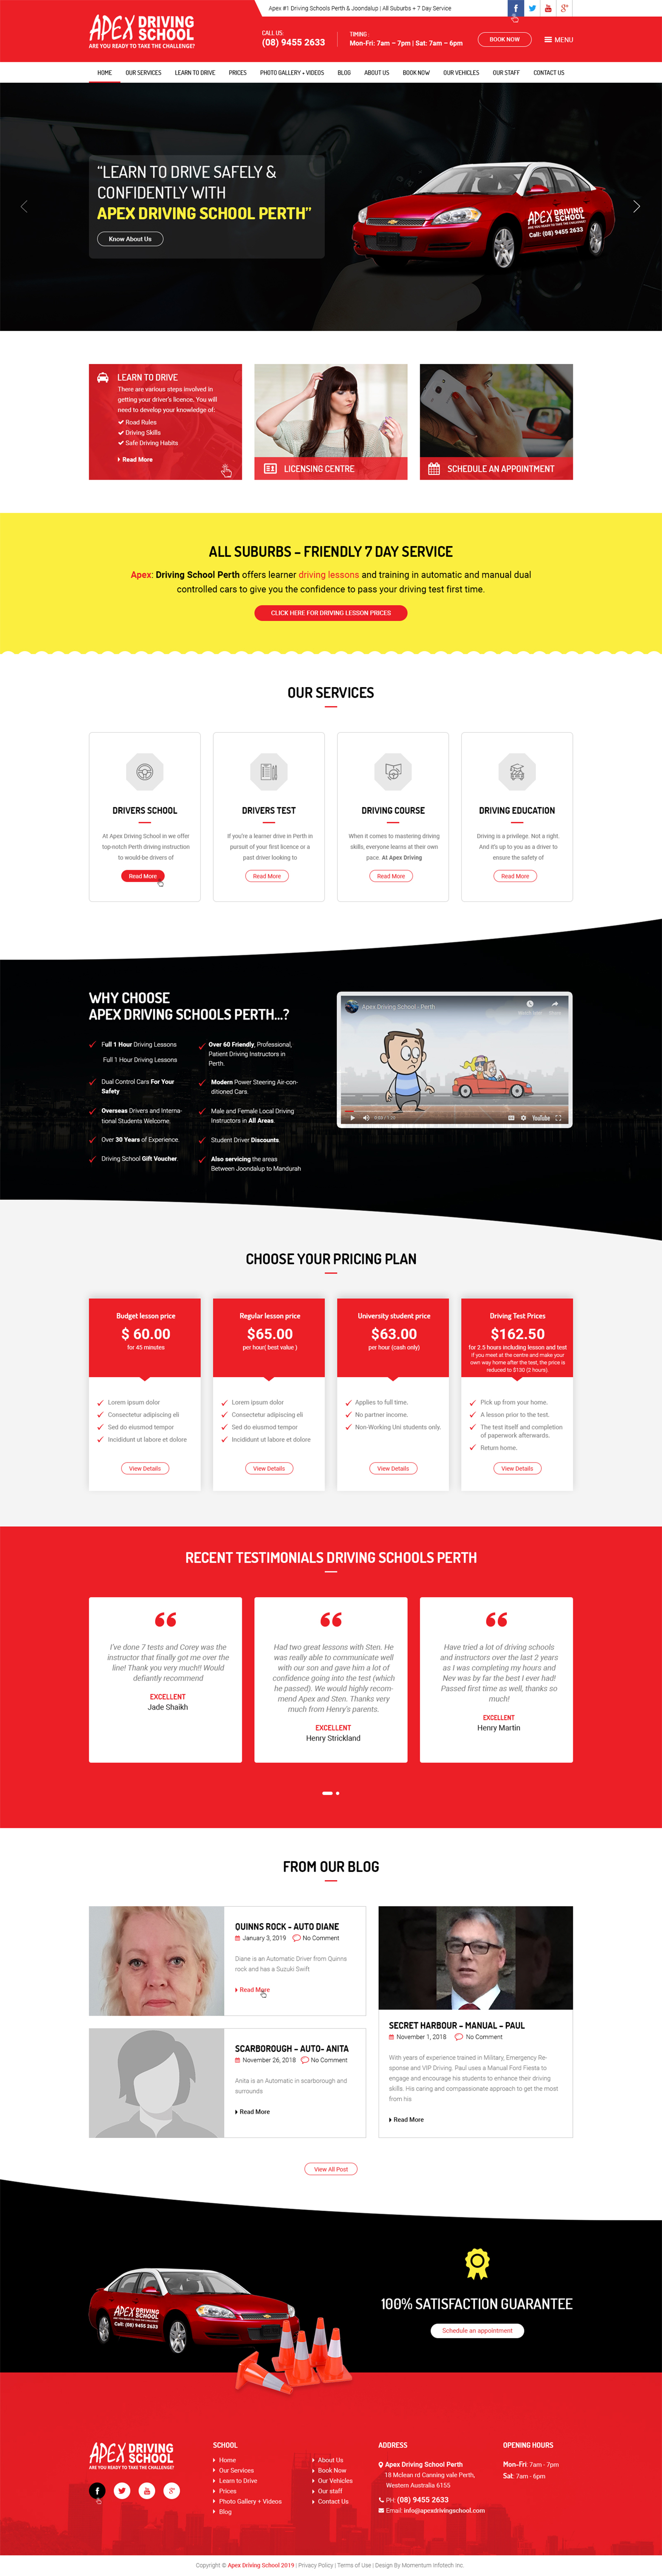 Apex #1 Driving Schools Perth & Joondalup | All Suburbs + 7 Day Service
APEX DRIVING SCHOOL
ARE YOU READY TO TAKE THE CHALLENGE?
CALL US:
(08) 9455 2633
TIMING :
Mon-Fri: 7am – 7pm | Sat: 7am – 6pm
BOOK NOW
MENU
HOME OUR SERVICES LEARN TO DRIVE PRICES PHOTO GALLERY + VIDEOS BLOG ABOUT US BOOK NOW OUR VEHICLES OUR STAFF CONTACT US
“LEARN TO DRIVE SAFELY &
CONFIDENTLY WITH
APEX DRIVING SCHOOL PERTH”
Know About Us
APEX DRIVING SCHOOL
ARE YOU READY TO TAKE THE CHALLENGE?
Call: (08) 9455 2633
LEARN TO DRIVE
There are various steps involved in
getting your driver's licence. You will
need to develop your knowledge of:
Road Rules
Driving Skills
Safe Driving Habits
Read More
LICENSING CENTRE
SCHEDULE AN APPOINTMENT
ALL SUBURBS – FRIENDLY 7 DAY SERVICE
Apex: Driving School Perth offers learner driving lessons and training in automatic and manual dual
controlled cars to give you the confidence to pass your driving test first time.
CLICK HERE FOR DRIVING LESSON PRICES
OUR SERVICES
DRIVERS SCHOOL
At Apex Driving School in we offer
top-notch Perth driving instruction
to would-be drivers of
Read More
DRIVERS TEST
If you're a learner drive in Perth in
pursuit of your first licence or a
past driver looking to
Read More
DRIVING COURSE
When it comes to mastering driving
skills, everyone learns at their own
pace. At Apex Driving
Read More
DRIVING EDUCATION
Driving is a privilege. Not a right.
And it's up to you as a driver to
ensure the safety of
Read More
WHY CHOOSE
APEX DRIVING SCHOOLS PERTH...?
Full 1 Hour Driving Lessons
Full 1 Hour Driving Lessons
Dual Control Cars For Your
Safety
Overseas Drivers and Interna-
tional Students Welcome.
Over 30 Years of Experience.
Driving School Gift Voucher.
Over 60 Friendly, Professional,
Patient Driving Instructors in
Perth.
Modern Power Steering Air-con-
ditioned Cars.
Male and Female Local Driving
Instructors in All Areas.
Student Driver Discounts.
Also servicing the areas
Between Joondalup to Mandurah
Apex Driving School - Perth
YouTube
CHOOSE YOUR PRICING PLAN
Budget lesson price
$ 60.00
for 45 minutes
Lorem ipsum dolor
Consectetur adipiscing eli
Sed do eiusmod tempor
Incididunt ut labore et dolore
View Details
Regular lesson price
$65.00
per hour( best value )
Lorem ipsum dolor
Consectetur adipiscing eli
Sed do eiusmod tempor
Incididunt ut labore et dolore
View Details
University student price
$63.00
per hour (cash only)
Applies to full time.
No partner income.
Non-Working Uni students only.
View Details
Driving Test Prices
$162.50
for 2.5 hours including lesson and test
if you meet at the centre and make your
own way home after the test, the price is
reduced to $130 (2 hours).
Pick up from your home.
A lesson prior to the test.
The test itself and completion
of paperwork afterwards.
Return home.
View Details
RECENT TESTIMONIALS DRIVING SCHOOLS PERTH
I've done 7 tests and Corey was the
instructor that finally got me over the
line! Thank you very much!! Would
defiantly recommend
EXCELLENT
Jade Shaikh
Had two great lessons with Sten. He
was really able to communicate well
with our son and gave him a lot of
confidence going into the test (which
he passed). We would highly recom-
mend Apex and Sten. Thanks very
much from Henry's parents.
EXCELLENT
Henry Strickland
Have tried a lot of driving schools
and instructors over the last 2 years
as I was completing my hours and
Nev was by far the best I ever had!
Passed first time as well, thanks so
much!
EXCELLENT
Henry Martin
FROM OUR BLOG
QUINNS ROCK - AUTO DIANE
January 3, 2019 No Comment
Diane is an Automatic Driver from Quinns
rock and has a Suzuki Swift
Read More
SCARBOROUGH – AUTO- ANITA
November 26, 2018 No Comment
Anita is an Automatic in scarborough and
surrounds
Read More
SECRET HARBOUR – MANUAL – PAUL
November 1, 2018 No Comment
With years of experience trained in Military, Emergency Re-
sponse and VIP Driving. Paul uses a Manual Ford Fiesta to
engage and encourage his students to enhance their driving
skills. His caring and compassionate approach to get the most
from his
Read More
View All Post
APEX DRIVING SCHOOL
Call: (08) 9455 2633
100% SATISFACTION GUARANTEE
Schedule an appointment
APEX DRIVING SCHOOL
ARE YOU READY TO TAKE THE CHALLENGE?
SCHOOL
Home
Our Services
Learn to Drive
Prices
Photo Gallery + Videos
Blog
About Us
Book Now
Our Vehicles
Our staff
Contact Us
ADDRESS
Apex Driving School Perth
18 Mclean rd Canning vale Perth,
Western Australia 6155
PH: (08) 9455 2633
Email: info@apexdrivingschool.com
OPENING HOURS
Mon-Fri: 7am - 7pm
Sat: 7am - 6pm
Copyright © Apex Driving School 2019 | Privacy Policy | Terms of Use | Design By Momentum Infotech Inc.